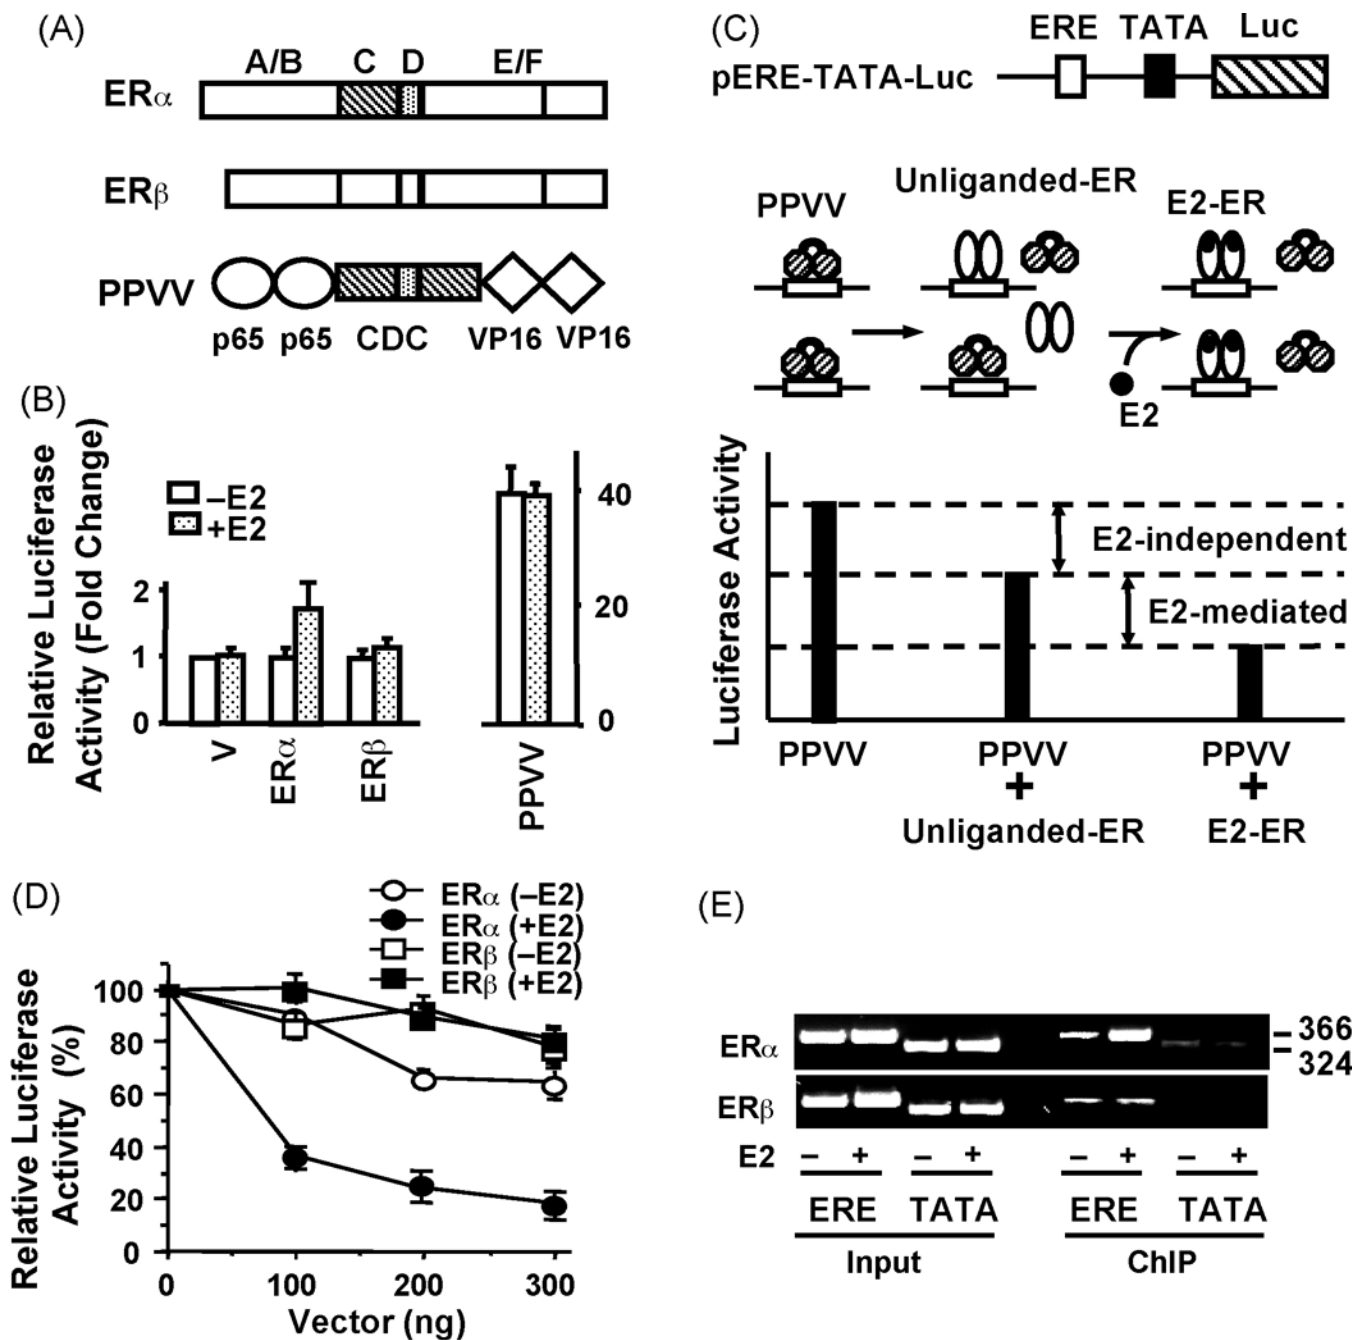 (A)
A/B C D E/F
ERα
ERβ
PPVV
p65 p65 CDC VP16 VP16
(B)
Relative Luciferase
Activity (Fold Change)
–E2
+E2
2
1
0
V
ERα
ERβ
40
20
0
PPVV
(C)
ERE TATA Luc
pERE-TATA-Luc
Unliganded-ER
PPVV
E2-ER
E2
Luciferase Activity
E2-independent
E2-mediated
PPVV
PPVV
+
Unliganded-ER
PPVV
+
E2-ER
(D)
ERα (–E2)
ERα (+E2)
ERβ (–E2)
ERβ (+E2)
Relative Luciferase
Activity (%)
100
80
60
40
20
0
0 100 200 300
Vector (ng)
(E)
ERα
– 366
– 324
ERβ
E2 – + – + – + – +
ERE TATA ERE TATA
Input ChIP